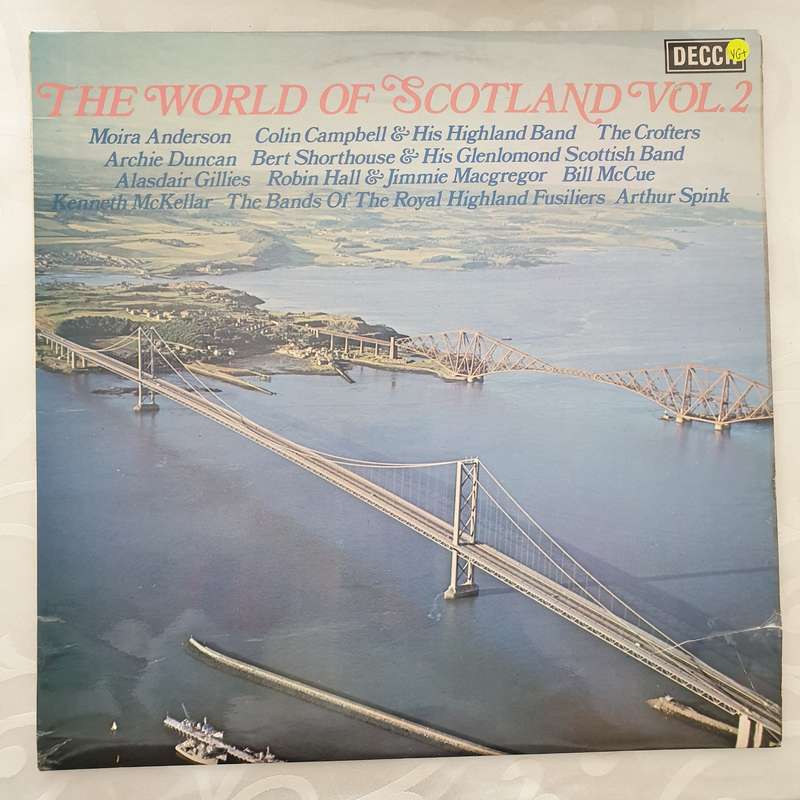 DECCA
VG+
THE WORLD OF SCOTLAND VOL. 2
Moira Anderson Colin Campbell & His Highland Band The Crofters
Archie Duncan Bert Shorthouse & His Glenlomond Scottish Band
Alasdair Gillies Robin Hall & Jimmie Macgregor Bill McCue
Kenneth McKellar The Bands Of The Royal Highland Fusiliers Arthur Spink